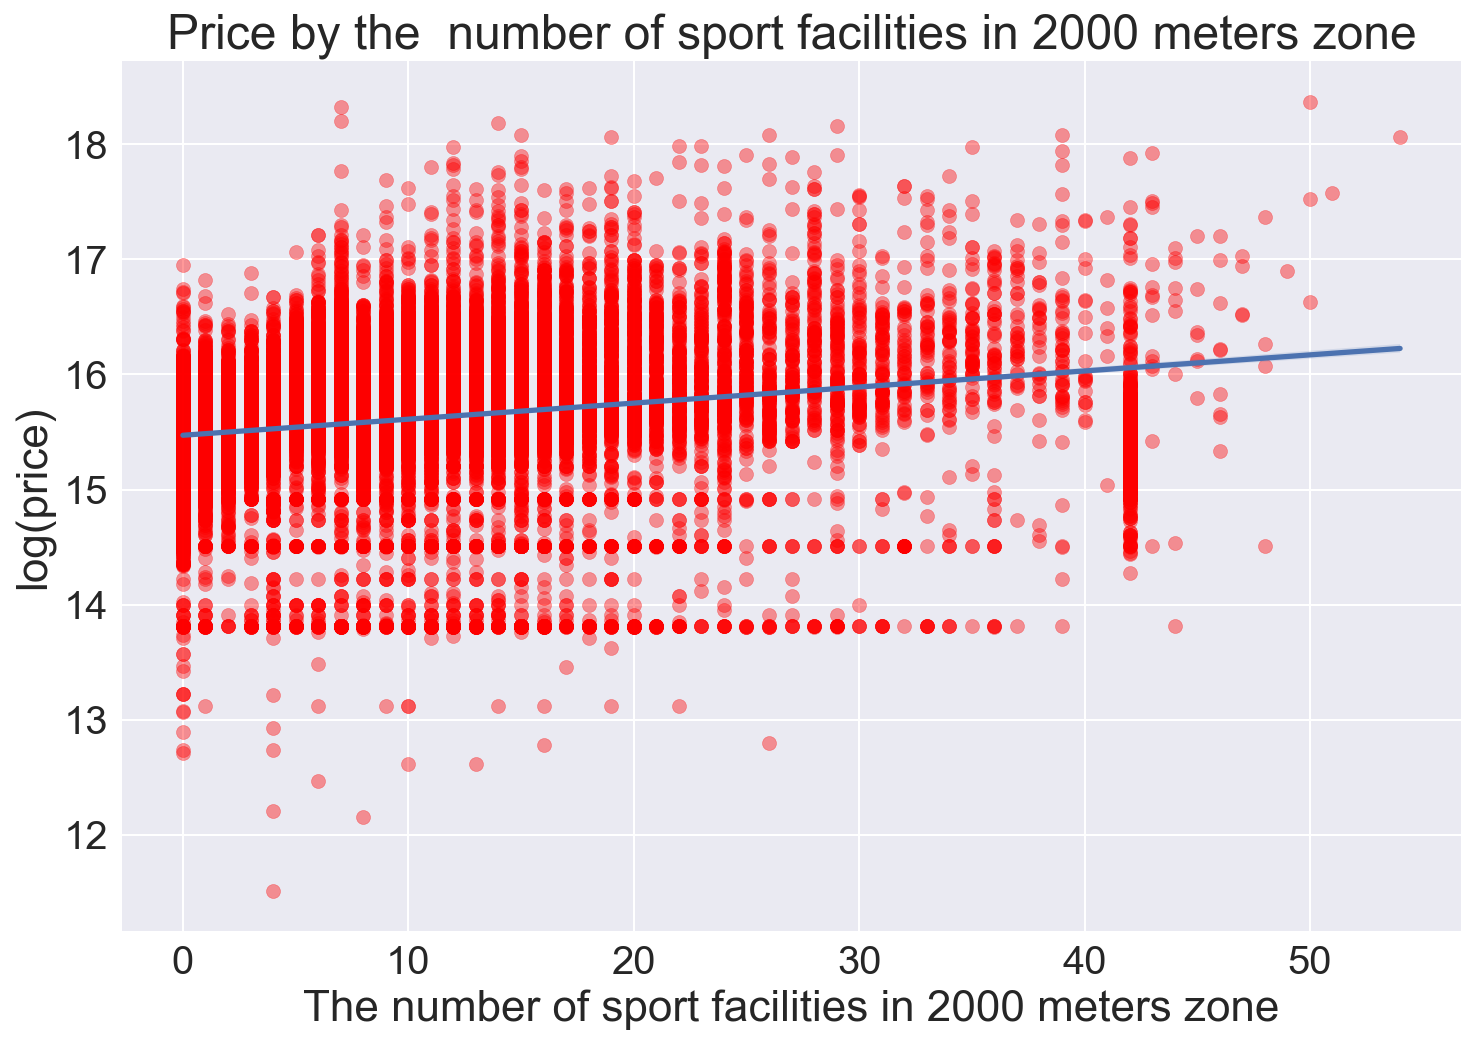 Price by the  number of sport facilities in 2000 meters zone
log(price)
18
17
16
15
14
13
12
0 10 20 30 40 50
The number of sport facilities in 2000 meters zone